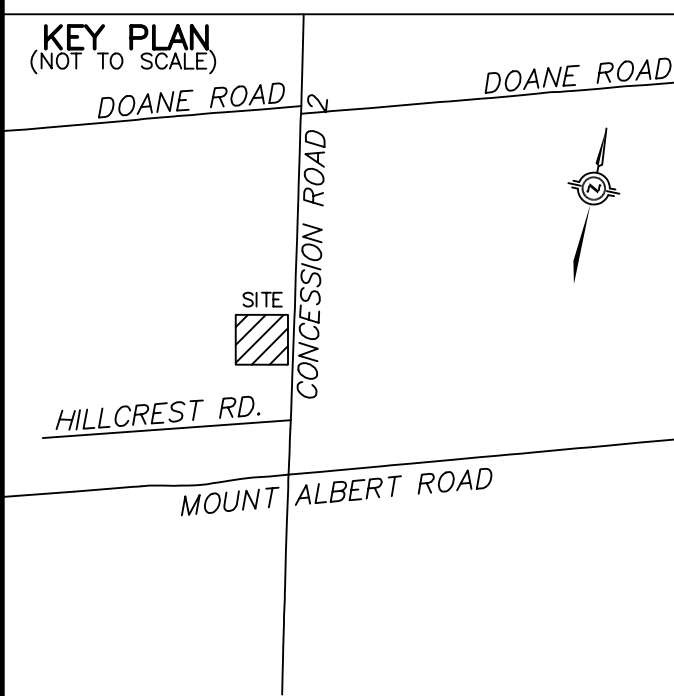 KEY PLAN
(NOT TO SCALE)
DOANE ROAD
DOANE ROAD
CONCESSION ROAD 2
N
SITE
HILLCREST RD.
MOUNT ALBERT ROAD